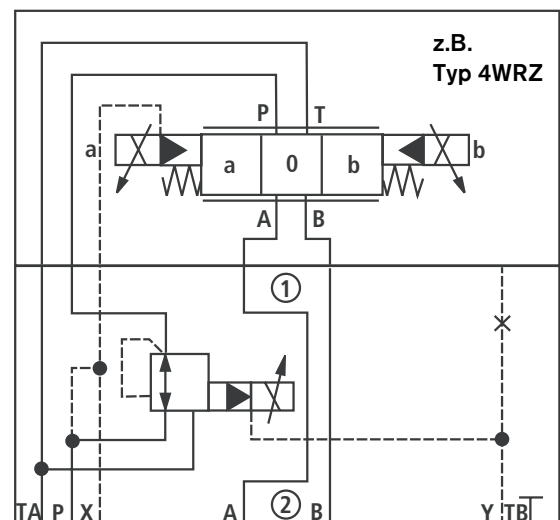 z.B.
Typ 4WRZ
P T
a a 0 b b
A B
①
②
TA P X A B Y TB